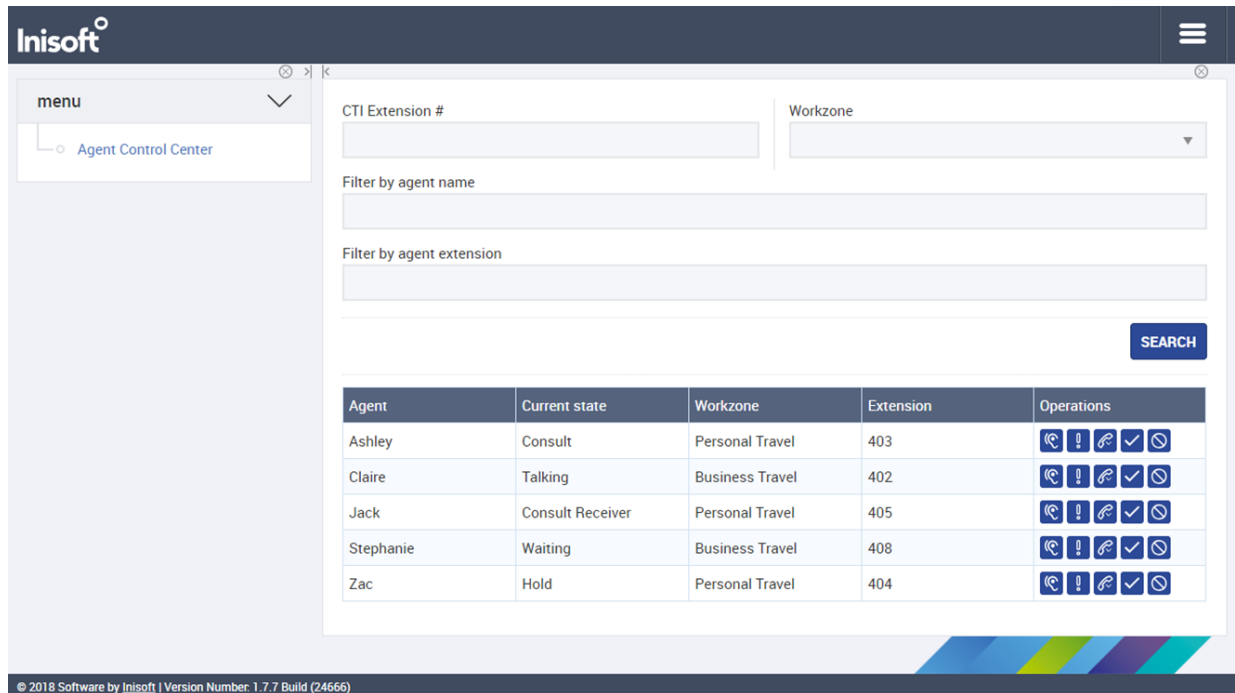 Inisoft
menu
Agent Control Center
CTI Extension # Workzone
Filter by agent name
Filter by agent extension
SEARCH
Agent Current state Workzone Extension Operations
Ashley Consult Personal Travel 403
Claire Talking Business Travel 402
Jack Consult Receiver Personal Travel 405
Stephanie Waiting Business Travel 408
Zac Hold Personal Travel 404
© 2018 Software by Inisoft | Version Number: 1.7.7 Build (24666)